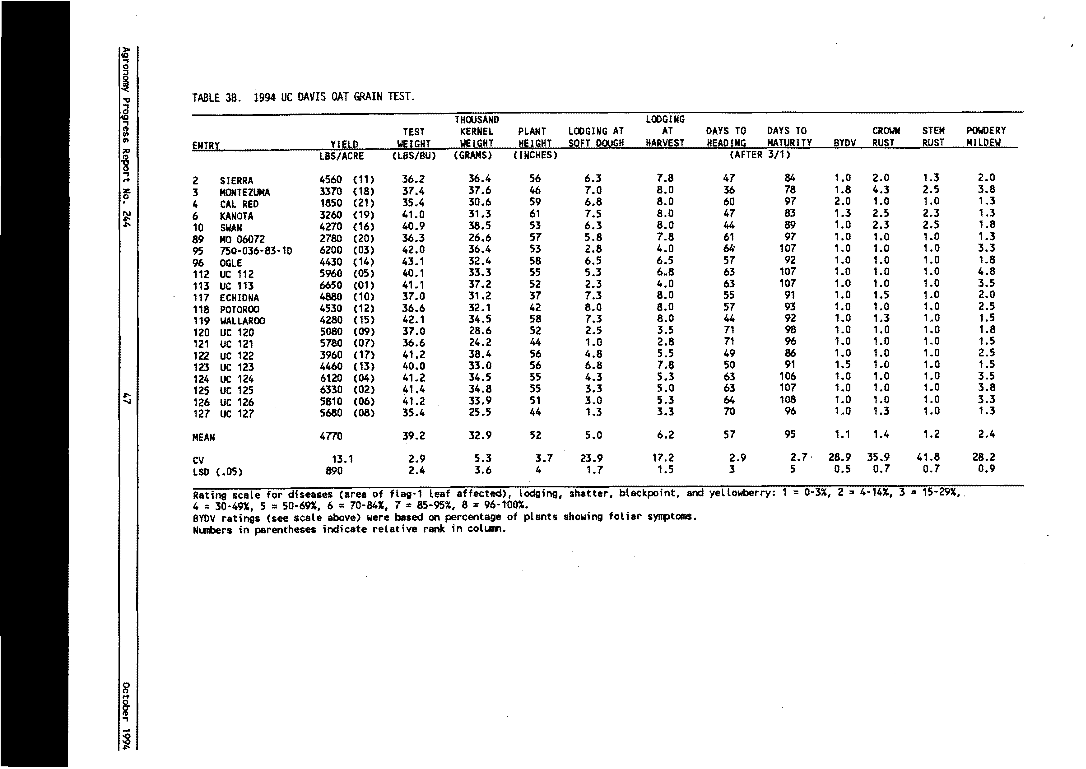 Agronomy Progress Report No. 244
47
October 1994
TABLE 3B. 1994 UC DAVIS OAT GRAIN TEST.
THOUSAND LODGING
TEST KERNEL PLANT LODGING AT AT DAYS TO DAYS TO CROWN STEM POWDERY
ENTRY YIELD WEIGHT WEIGHT HEIGHT SOFT DOUGH HARVEST HEADING MATURITY BYDV RUST RUST MILDEW
LBS/ACRE (LBS/BU) (GRAMS) (INCHES) (AFTER 3/1)
2 SIERRA 4560 (11) 36.2 36.4 56 6.3 7.8 47 84 1.0 2.0 1.3 2.0
3 MONTEZUMA 3370 (18) 37.4 37.6 46 7.0 8.0 36 78 1.8 4.3 2.5 3.8
4 CAL RED 1850 (21) 35.4 30.6 59 6.8 8.0 60 97 2.0 1.0 1.0 1.3
6 KANOTA 3260 (19) 41.0 31.3 61 7.5 8.0 47 83 1.3 2.5 2.3 1.3
10 SWAN 4270 (16) 40.9 38.5 53 6.3 8.0 44 89 1.0 2.3 2.5 1.8
89 MO 06072 2780 (20) 36.3 26.6 57 5.8 7.8 61 97 1.0 1.0 1.0 1.3
95 750-036-83-1D 6200 (03) 42.0 36.4 53 2.8 4.0 64 107 1.0 1.0 1.0 3.3
96 OGLE 4430 (14) 43.1 32.4 58 6.5 6.5 57 92 1.0 1.0 1.0 1.8
112 UC 112 5960 (05) 40.1 33.3 55 5.3 6.8 63 107 1.0 1.0 1.0 4.8
113 UC 113 6650 (01) 41.1 37.2 52 2.3 4.0 63 107 1.0 1.0 1.0 3.5
117 ECHIDNA 4880 (10) 37.0 31.2 37 7.3 8.0 55 91 1.0 1.5 1.0 2.0
118 POTOROO 4530 (12) 36.6 32.1 42 8.0 8.0 57 93 1.0 1.0 1.0 2.5
119 WALLAROO 4280 (15) 42.1 34.5 58 7.3 8.0 44 92 1.0 1.3 1.0 1.5
120 UC 120 5080 (09) 37.0 28.6 52 2.5 3.5 71 98 1.0 1.0 1.0 1.8
121 UC 121 5780 (07) 36.6 24.2 44 1.0 2.8 71 96 1.0 1.0 1.0 1.5
122 UC 122 3960 (17) 41.2 38.4 56 4.8 5.5 49 86 1.0 1.0 1.0 2.5
123 UC 123 4460 (13) 40.0 33.0 56 6.8 7.8 50 91 1.5 1.0 1.0 1.5
124 UC 124 6120 (04) 41.2 34.5 55 4.3 5.3 63 106 1.0 1.0 1.0 3.5
125 UC 125 6330 (02) 41.4 34.8 55 3.3 5.0 63 107 1.0 1.0 1.0 3.8
126 UC 126 5810 (06) 41.2 33.9 51 3.0 5.3 64 108 1.0 1.0 1.0 3.3
127 UC 127 5680 (08) 35.4 25.5 44 1.3 3.3 70 96 1.0 1.3 1.0 1.3
MEAN 4770 39.2 32.9 52 5.0 6.2 57 95 1.1 1.4 1.2 2.4
CV 13.1 2.9 5.3 3.7 23.9 17.2 2.9 2.7 28.9 35.9 41.8 28.2
LSD (.05) 890 2.4 3.6 4 1.7 1.5 3 5 0.5 0.7 0.7 0.9
Rating scale for diseases (area of flag-1 leaf affected), lodging, shatter, blackpoint, and yellowberry: 1 = 0-3%, 2 = 4-14%, 3 = 15-29%,
4 = 30-49%, 5 = 50-69%, 6 = 70-84%, 7 = 85-95%, 8 = 96-100%.
BYDV ratings (see scale above) were based on percentage of plants showing foliar symptoms.
Numbers in parentheses indicate relative rank in column.